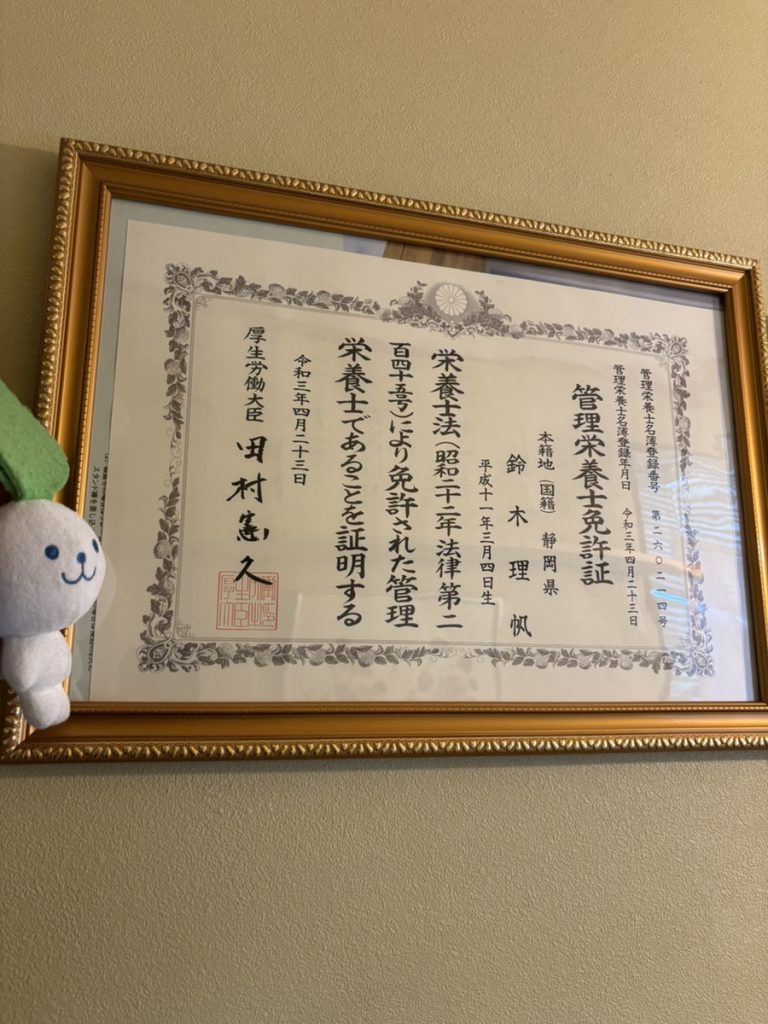 管理栄養士名簿登録番号　第二六〇二一四号
管理栄養士名簿登録年月日　令和三年四月二十三日
管理栄養士免許証
本籍地（国籍）　静岡県
鈴木理帆
平成十一年三月四日生
栄養士法（昭和二十二年法律第二
百四十五号）により免許された管理
栄養士であることを証明する
令和三年四月二十三日
厚生労働大臣　田村憲久